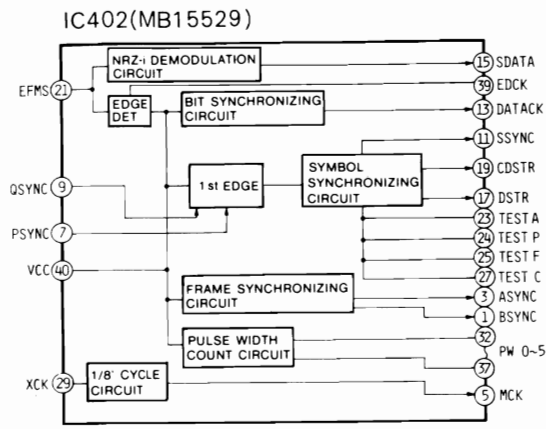 IC402(MB15529)
NRZ-i DEMODULATION
CIRCUIT
15 SDATA
39 EDCK
EFMS 21
EDGE
DET
BIT SYNCHRONIZING
CIRCUIT
13 DATACK
11 SSYNC
QSYNC 9
1st EDGE
SYMBOL
SYNCHRONIZING
CIRCUIT
19 CDSTR
17 DSTR
PSYNC 7
23 TEST A
24 TEST P
25 TEST F
27 TEST C
VCC 40
FRAME SYNCHRONIZING
CIRCUIT
3 ASYNC
1 BSYNC
PULSE WIDTH
COUNT CIRCUIT
32
PW 0~5
37
XCK 29
1/8' CYCLE
CIRCUIT
5 MCK